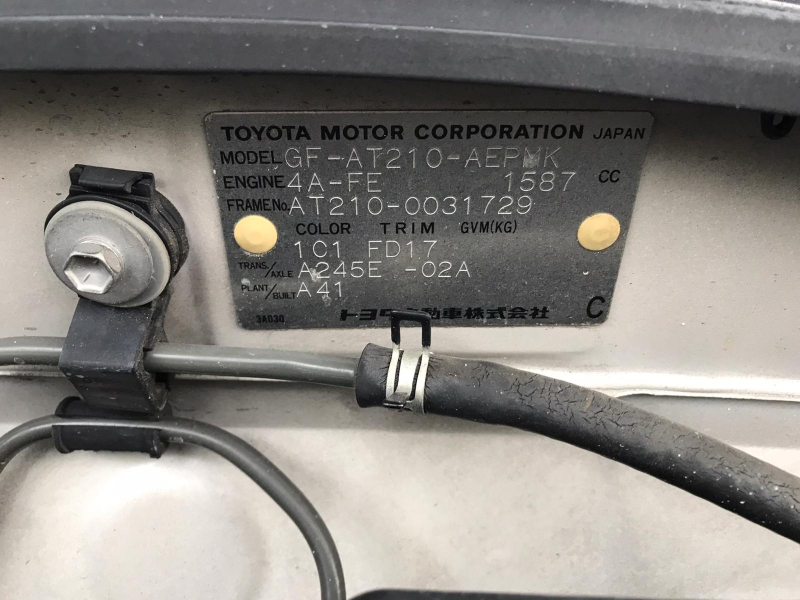 TOYOTA MOTOR CORPORATION JAPAN
MODEL GF-AT210-AEPMK
ENGINE 4A-FE 1587 CC
FRAME No. AT210-0031729
COLOR TRIM GVM(KG)
1C1 FD17
TRANS./AXLE A245E -02A
PLANT/BUILT A41
3A030 トヨタ自動車株式会社 C